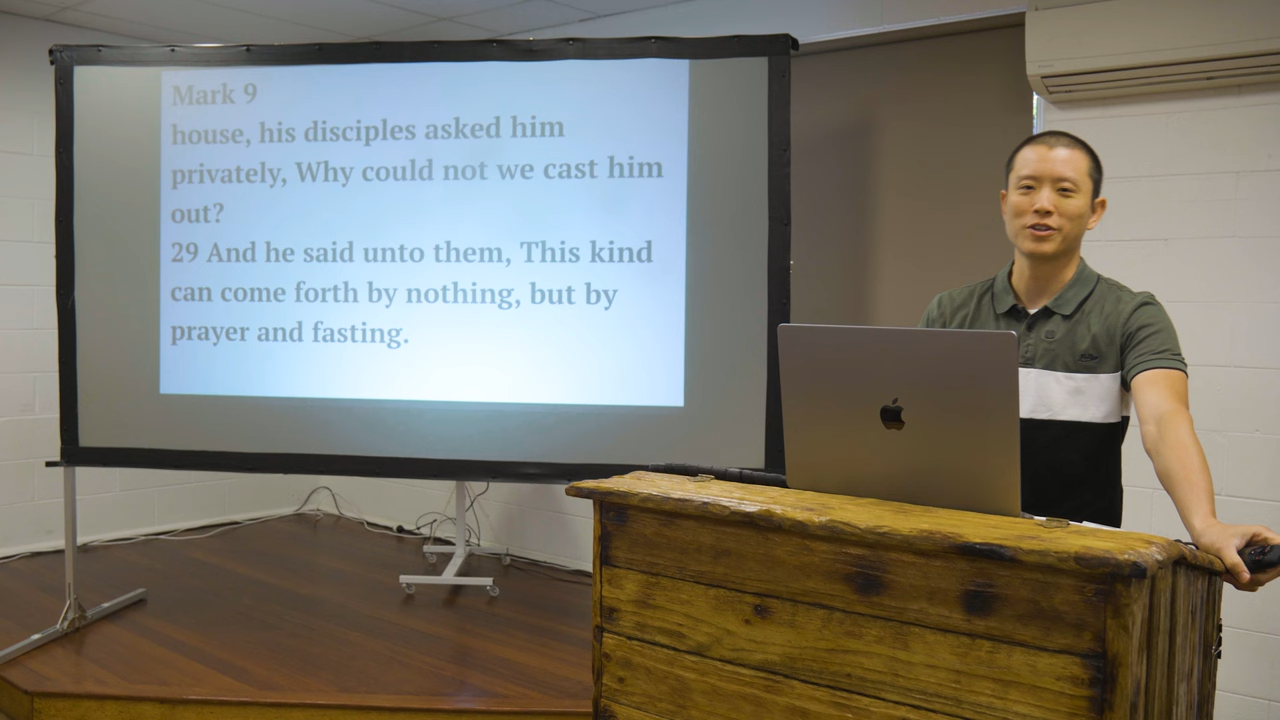 Mark 9
house, his disciples asked him
privately, Why could not we cast him
out?
29 And he said unto them, This kind
can come forth by nothing, but by
prayer and fasting.